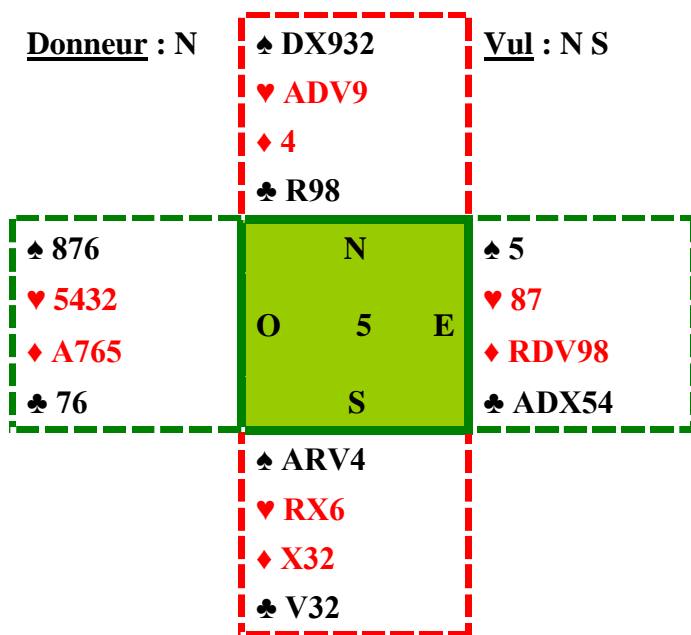 Donneur : N
♠ DX932
Vul : N S
♥ ADV9
♦ 4
♣ R98
♠ 876
♥ 5432
♦ A765
♣ 76
N
O 5 E
S
♠ 5
♥ 87
♦ RDV98
♣ ADX54
♠ ARV4
♥ RX6
♦ X32
♣ V32